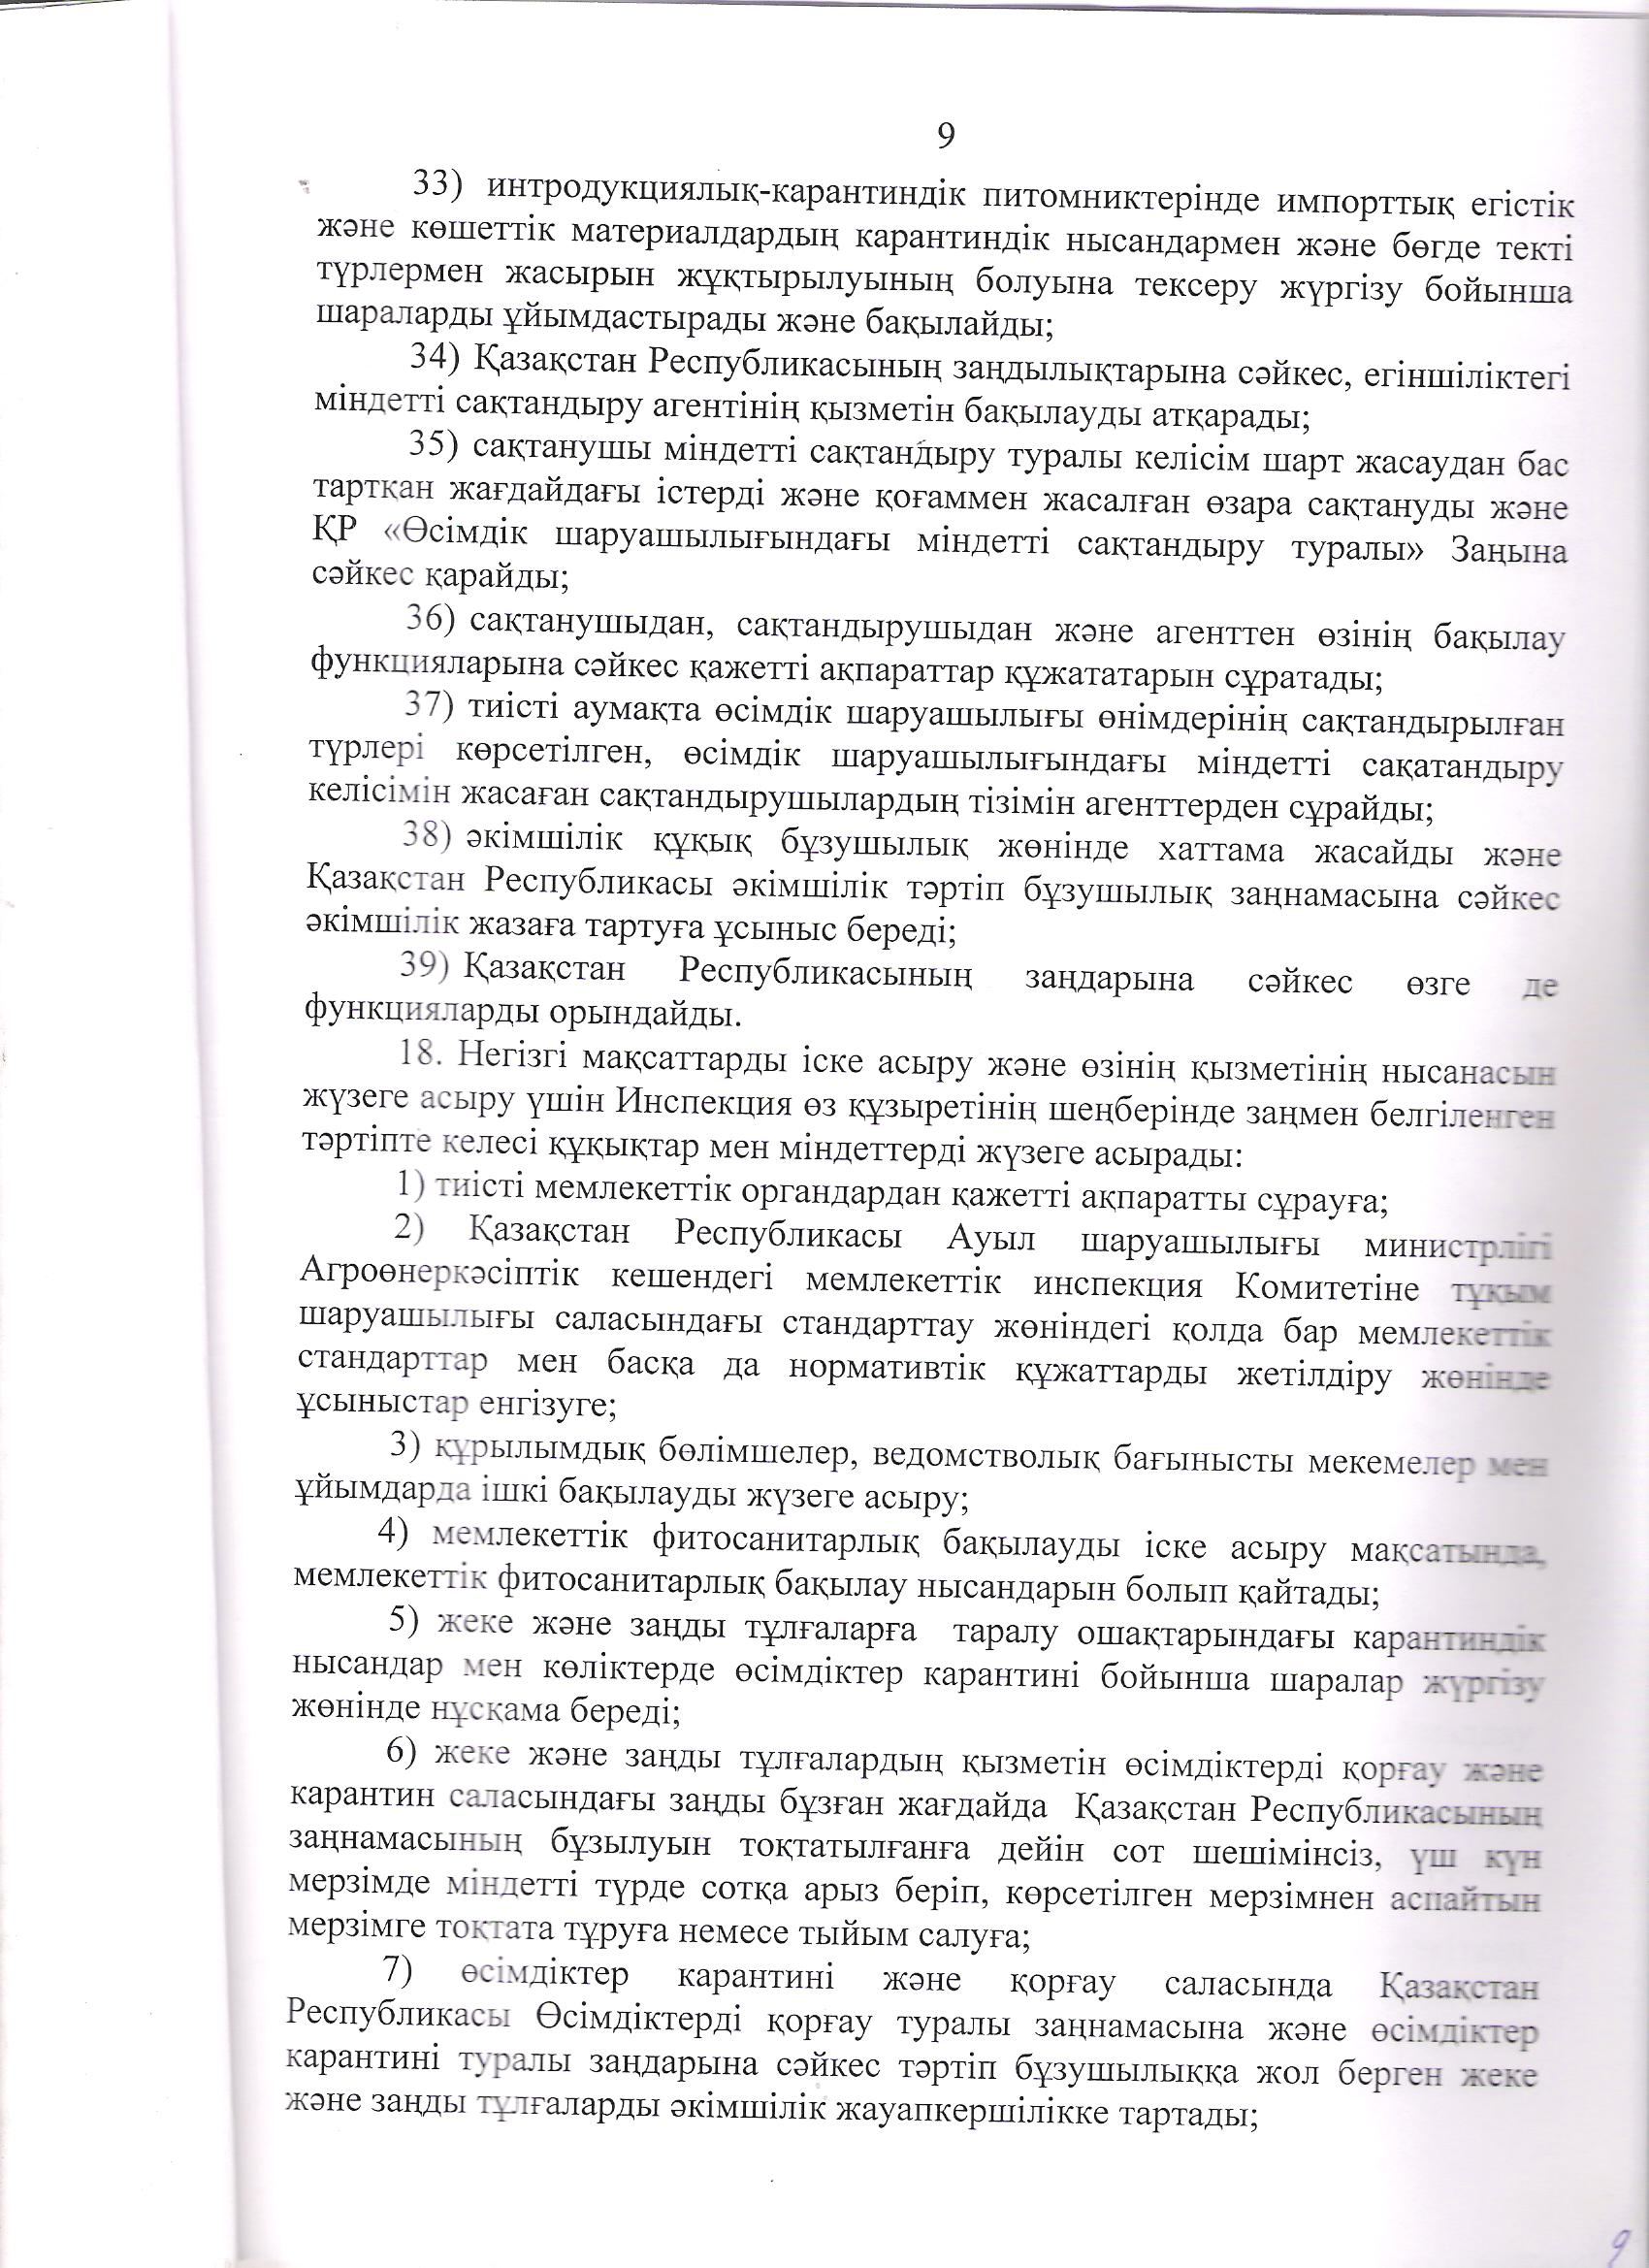 9
33) интродукциялық-карантиндік питомниктерінде импорттық егістік
және көшеттік материалдардың карантиндік нысандармен және бөгде текті
түрлермен жасырын жұқтырылуының болуына тексеру жүргізу бойынша
шараларды ұйымдастырады және бақылайды;
34) Қазақстан Республикасының заңдылықтарына сәйкес, егіншіліктегі
міндетті сақтандыру агентінің қызметін бақылауды атқарады;
35) сақтанушы міндетті сақтандыру туралы келісім шарт жасаудан бас
тартқан жағдайдағы істерді және қоғаммен жасалған өзара сақтануды және
ҚР «Өсімдік шаруашылығындағы міндетті сақтандыру туралы» Заңына
сәйкес қарайды;
36) сақтанушыдан, сақтандырушыдан және агенттен өзінің бақылау
функцияларына сәйкес қажетті ақпараттар құжататарын сұратады;
37) тиісті аумақта өсімдік шаруашылығы өнімдерінің сақтандырылған
түрлері көрсетілген, өсімдік шаруашылығындағы міндетті сақатандыру
келісімін жасаған сақтандырушылардың тізімін агенттерден сұрайды;
38) әкімшілік құқық бұзушылық жөнінде хаттама жасайды және
Қазақстан Республикасы әкімшілік тәртіп бұзушылық заңнамасына сәйкес
әкімшілік жазаға тартуға ұсыныс береді;
39) Қазақстан Республикасының заңдарына сәйкес өзге де
функцияларды орындайды.
18. Негізгі мақсаттарды іске асыру және өзінің қызметінің нысанасын
жүзеге асыру үшін Инспекция өз құзыретінің шеңберінде заңмен белгіленген
тәртіпте келесі құқықтар мен міндеттерді жүзеге асырады:
1) тиісті мемлекеттік органдардан қажетті ақпаратты сұрауға;
2) Қазақстан Республикасы Ауыл шаруашылығы министрлігі
Агроөнеркәсіптік кешендегі мемлекеттік инспекция Комитетіне тұқым
шаруашылығы саласындағы стандарттау жөніндегі қолда бар мемлекеттік
стандарттар мен басқа да нормативтік құжаттарды жетілдіру жөнінде
ұсыныстар енгізуге;
3) құрылымдық бөлімшелер, ведомстволық бағынысты мекемелер мен
ұйымдарда ішкі бақылауды жүзеге асыру;
4) мемлекеттік фитосанитарлық бақылауды іске асыру мақсатында,
мемлекеттік фитосанитарлық бақылау нысандарын болып қайтады;
5) жеке және заңды тұлғаларға таралу ошақтарындағы карантиндік
нысандар мен көліктерде өсімдіктер карантині бойынша шаралар жүргізу
жөнінде нұсқама береді;
6) жеке және заңды тұлғалардың қызметін өсімдіктерді қорғау және
карантин саласындағы заңды бұзған жағдайда Қазақстан Республикасының
заңнамасының бұзылуын тоқтатылғанға дейін сот шешімінсіз, үш күн
мерзімде міндетті түрде сотқа арыз беріп, көрсетілген мерзімнен аспайтын
мерзімге тоқтата тұруға немесе тыйым салуға;
7) өсімдіктер карантині және қорғау саласында Қазақстан
Республикасы Өсімдіктерді қорғау туралы заңнамасына және өсімдіктер
карантині туралы заңдарына сәйкес тәртіп бұзушылыққа жол берген жеке
және заңды тұлғаларды әкімшілік жауапкершілікке тартады;
9